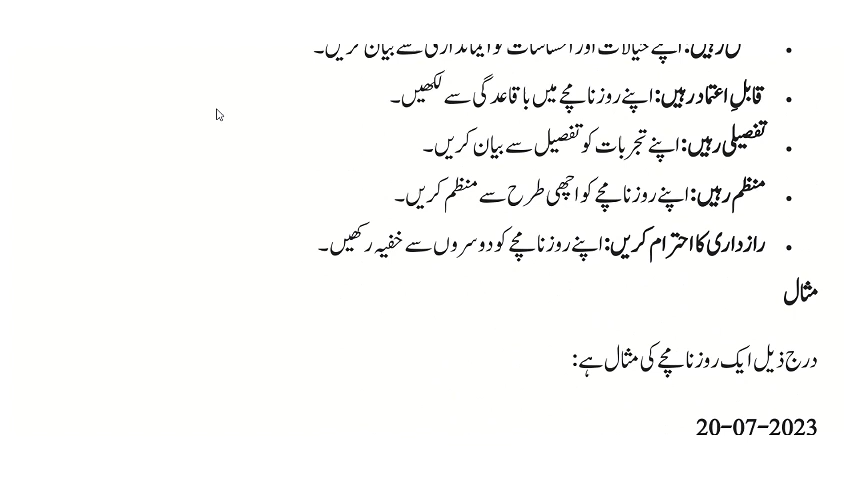 رہیں: اپنے خیالات اور احساسات کو ایمانداری سے بیان کریں۔
• قابلِ اعتماد رہیں: اپنے روزنامچے میں باقاعدگی سے لکھیں۔
• تفصیلی رہیں: اپنے تجربات کو تفصیل سے بیان کریں۔
• منظم رہیں: اپنے روزنامچے کو اچھی طرح سے منظم کریں۔
• رازداری کا احترام کریں: اپنے روزنامچے کو دوسروں سے خفیہ رکھیں۔
مثال
درج ذیل ایک روزنامچے کی مثال ہے:
20-07-2023